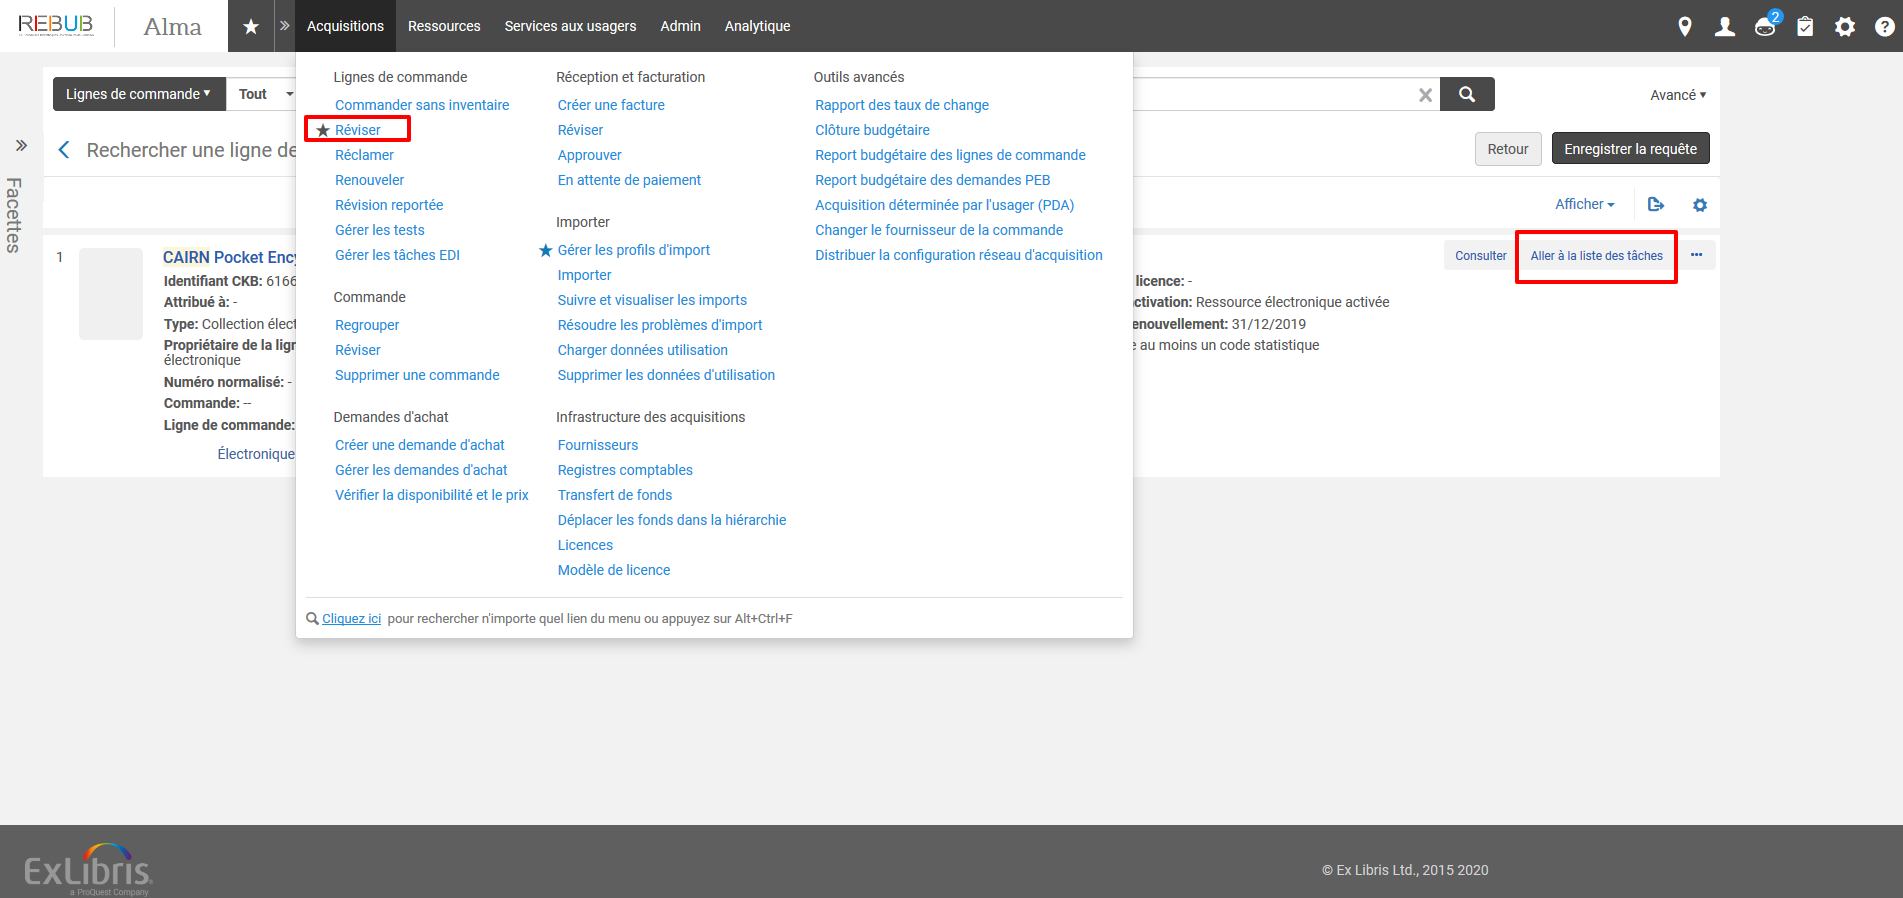 REBUB
Alma
Acquisitions
Ressources
Services aux usagers
Admin
Analytique
2
Lignes de commande
Tout
Avancé
Rechercher une ligne de
Retour
Enregistrer la requête
Facettes
Afficher
1
CAIRN Pocket Ency
Identifiant CKB: 6166
Attribué à: -
Type: Collection élect
Propriétaire de la lign
électronique
Numéro normalisé: -
Commande: --
Ligne de commande:
Électronique
Consulter
Aller à la liste des tâches
licence: -
ctivation: Ressource électronique activée
enouvellement: 31/12/2019
e au moins un code statistique
Lignes de commande
Commander sans inventaire
Réviser
Réclamer
Renouveler
Révision reportée
Gérer les tests
Gérer les tâches EDI
Commande
Regrouper
Réviser
Supprimer une commande
Demandes d'achat
Créer une demande d'achat
Gérer les demandes d'achat
Vérifier la disponibilité et le prix
Réception et facturation
Créer une facture
Réviser
Approuver
En attente de paiement
Importer
Gérer les profils d'import
Importer
Suivre et visualiser les imports
Résoudre les problèmes d'import
Charger données utilisation
Supprimer les données d'utilisation
Infrastructure des acquisitions
Fournisseurs
Registres comptables
Transfert de fonds
Déplacer les fonds dans la hiérarchie
Licences
Modèle de licence
Outils avancés
Rapport des taux de change
Clôture budgétaire
Report budgétaire des lignes de commande
Report budgétaire des demandes PEB
Acquisition déterminée par l'usager (PDA)
Changer le fournisseur de la commande
Distribuer la configuration réseau d'acquisition
Cliquez ici pour rechercher n'importe quel lien du menu ou appuyez sur Alt+Ctrl+F
ExLibris
a ProQuest Company
© Ex Libris Ltd., 2015 2020